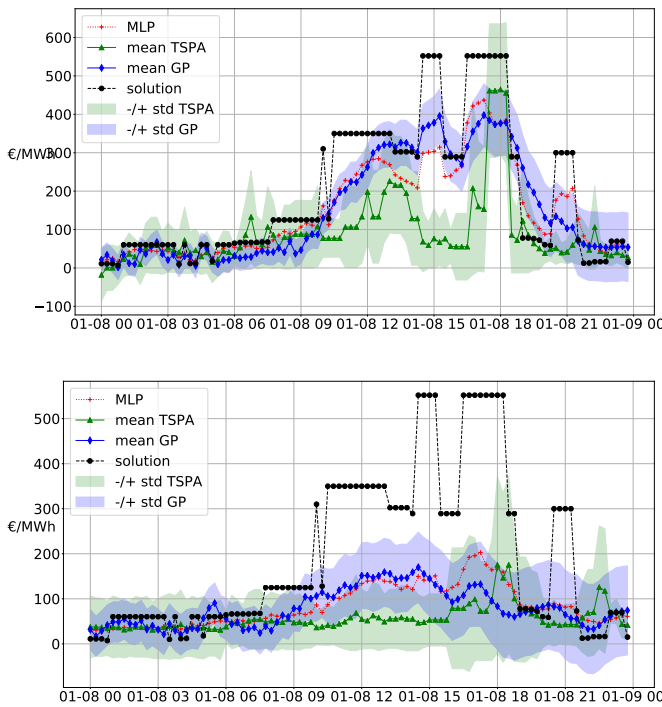 600
500
400
€/MWh
300
200
100
0
−100
MLP
mean TSPA
mean GP
solution
-/+ std TSPA
-/+ std GP
01-08 00 01-08 03 01-08 06 01-08 09 01-08 12 01-08 15 01-08 18 01-08 21 01-09 00
500
400
300
€/MWh
200
100
0
MLP
mean TSPA
mean GP
solution
-/+ std TSPA
-/+ std GP
01-08 00 01-08 03 01-08 06 01-08 09 01-08 12 01-08 15 01-08 18 01-08 21 01-09 00